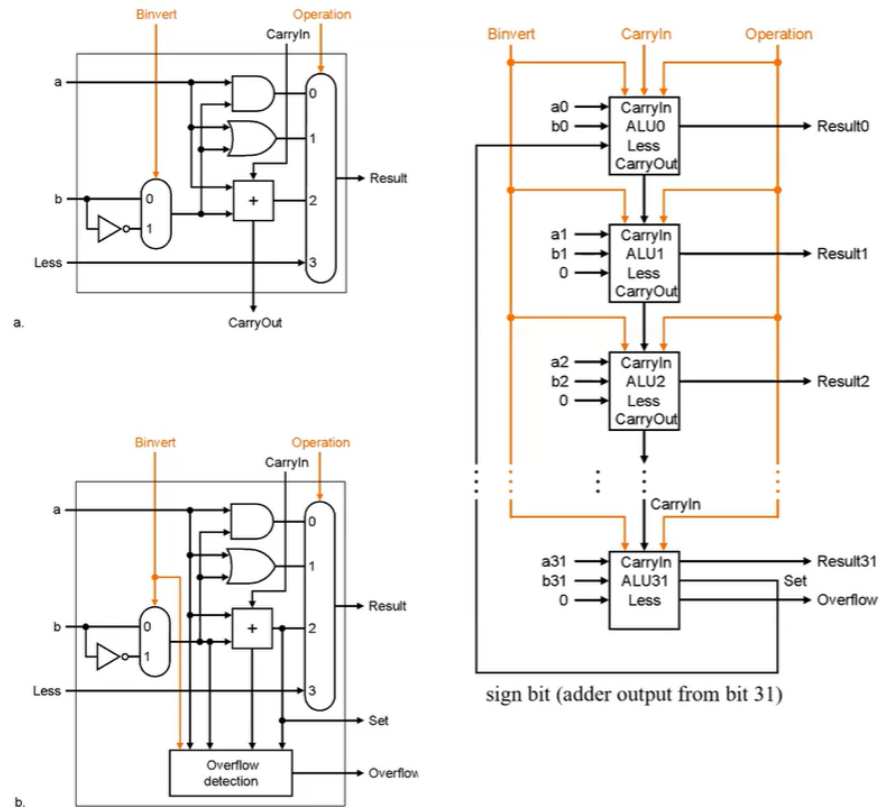 Binvert
Operation
CarryIn
a
0
1
b
0
1
+
2
Less
3
Result
CarryOut
a.
Binvert
Operation
CarryIn
a
0
1
b
0
1
+
2
Result
Less
3
Set
Overflow
detection
Overflow
b.
Binvert
CarryIn
Operation
a0
b0
CarryIn
ALU0
Less
CarryOut
Result0
a1
b1
0
CarryIn
ALU1
Less
CarryOut
Result1
a2
b2
0
CarryIn
ALU2
Less
CarryOut
Result2
CarryIn
a31
b31
0
CarryIn
ALU31
Less
Result31
Set
Overflow
sign bit (adder output from bit 31)